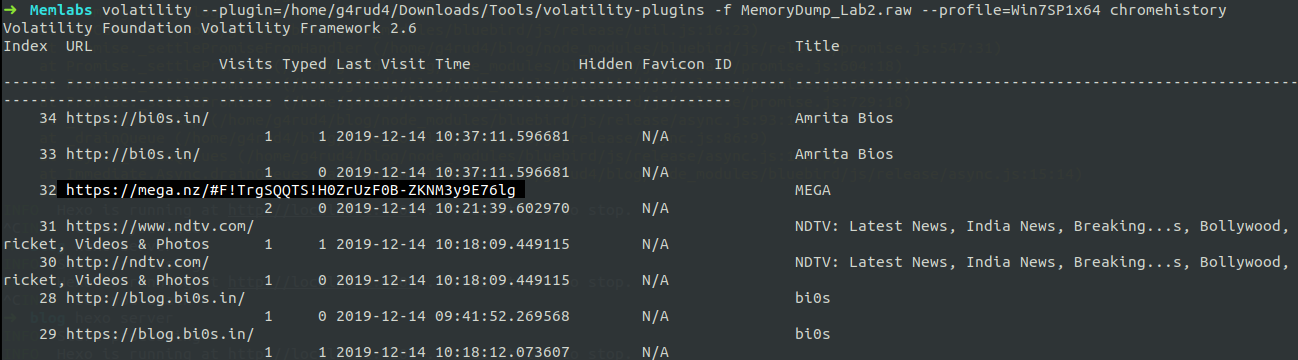 ➜ Memlabs volatility --plugin=/home/g4rud4/Downloads/Tools/volatility-plugins -f MemoryDump_Lab2.raw --profile=Win7SP1x64 chromehistory
Volatility Foundation Volatility Framework 2.6
Index URL Title
Visits Typed Last Visit Time Hidden Favicon ID
------ -------------------------------------------------------------------------------- --------------------------------------------------
---------------------- ------ ----- -------------------------- ------ ----------
34 https://bi0s.in/ Amrita Bios
1 1 2019-12-14 10:37:11.596681 N/A
33 http://bi0s.in/ Amrita Bios
1 0 2019-12-14 10:37:11.596681 N/A
32 https://mega.nz/#F!TrgSQQTS!H0ZrUzF0B-ZKNM3y9E76lg MEGA
2 0 2019-12-14 10:21:39.602970 N/A
31 https://www.ndtv.com/ NDTV: Latest News, India News, Breaking...s, Bollywood,
ricket, Videos & Photos 1 1 2019-12-14 10:18:09.449115 N/A
30 http://ndtv.com/ NDTV: Latest News, India News, Breaking...s, Bollywood,
ricket, Videos & Photos 1 0 2019-12-14 10:18:09.449115 N/A
28 http://blog.bi0s.in/ bi0s
1 0 2019-12-14 09:41:52.269568 N/A
29 https://blog.bi0s.in/ bi0s
1 1 2019-12-14 10:18:12.073607 N/A